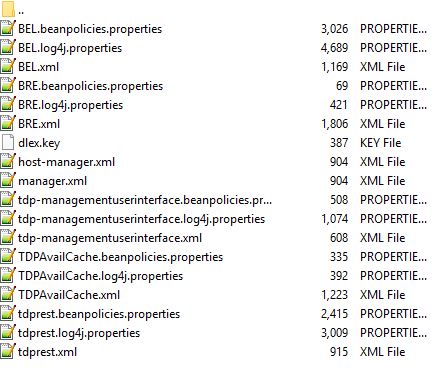 ..
BEL.beanpolicies.properties 3,026 PROPERTIE...
BEL.log4j.properties 4,689 PROPERTIE...
BEL.xml 1,169 XML File
BRE.beanpolicies.properties 69 PROPERTIE...
BRE.log4j.properties 421 PROPERTIE...
BRE.xml 1,806 XML File
dlex.key 387 KEY File
host-manager.xml 904 XML File
manager.xml 904 XML File
tdp-managementuserinterface.beanpolicies.pr... 508 PROPERTIE...
tdp-managementuserinterface.log4j.properties 1,074 PROPERTIE...
tdp-managementuserinterface.xml 608 XML File
TDPAvailCache.beanpolicies.properties 335 PROPERTIE...
TDPAvailCache.log4j.properties 392 PROPERTIE...
TDPAvailCache.xml 1,223 XML File
tdprest.beanpolicies.properties 2,415 PROPERTIE...
tdprest.log4j.properties 3,009 PROPERTIE...
tdprest.xml 915 XML File